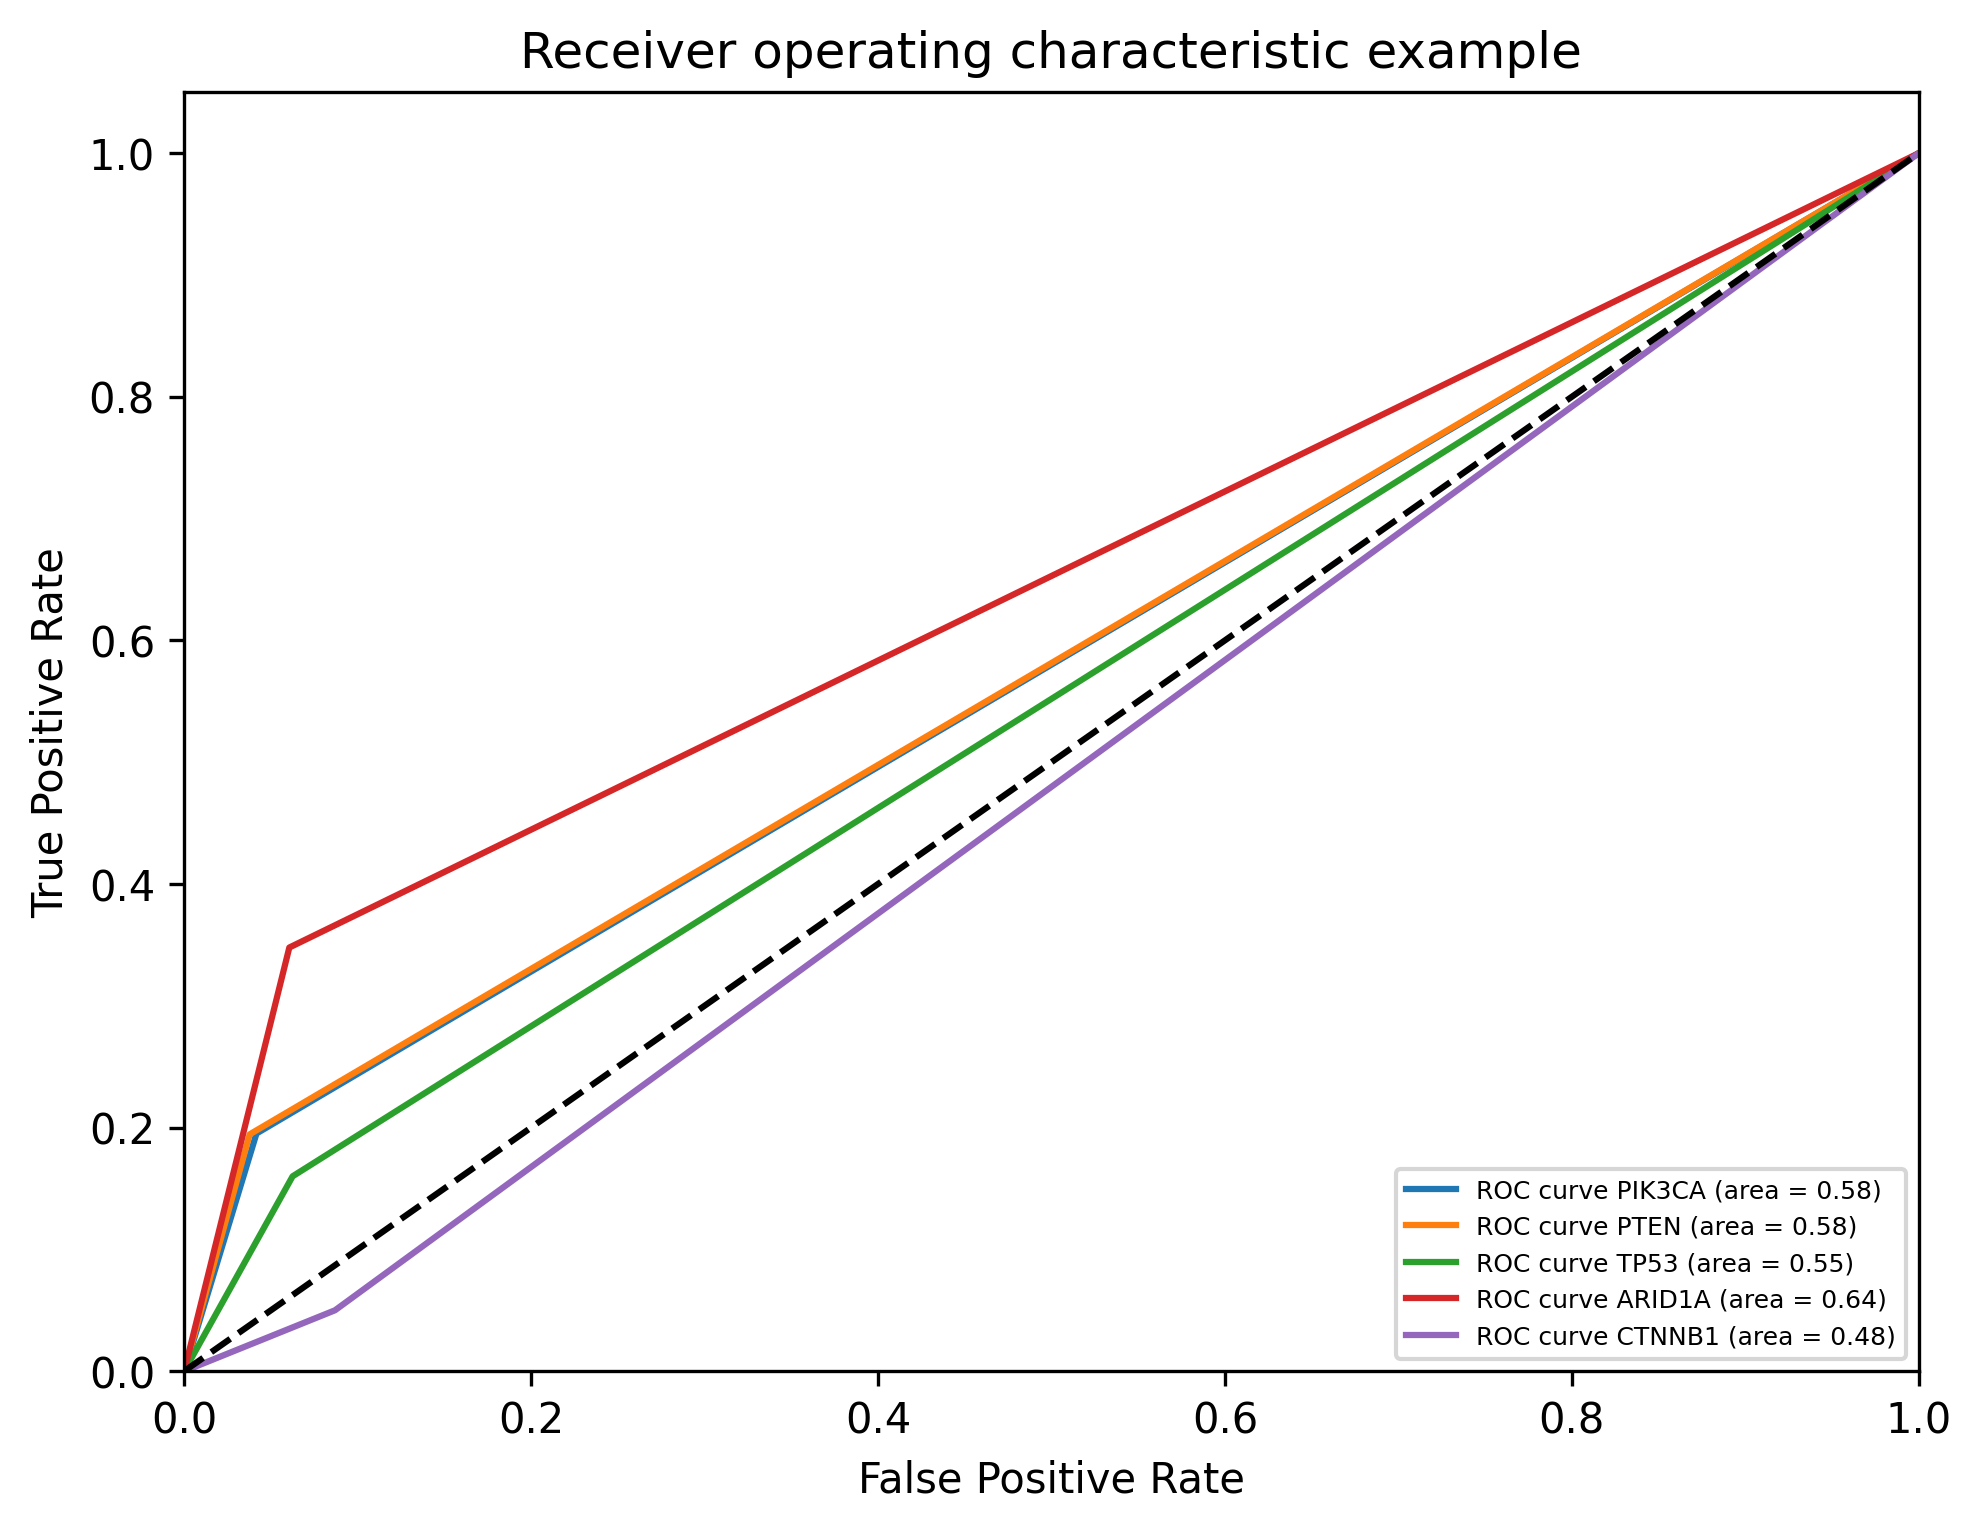 Receiver operating characteristic example
1.0
0.8
0.6
0.4
0.2
0.0
True Positive Rate
0.0 0.2 0.4 0.6 0.8 1.0
False Positive Rate
ROC curve PIK3CA (area = 0.58)
ROC curve PTEN (area = 0.58)
ROC curve TP53 (area = 0.55)
ROC curve ARID1A (area = 0.64)
ROC curve CTNNB1 (area = 0.48)